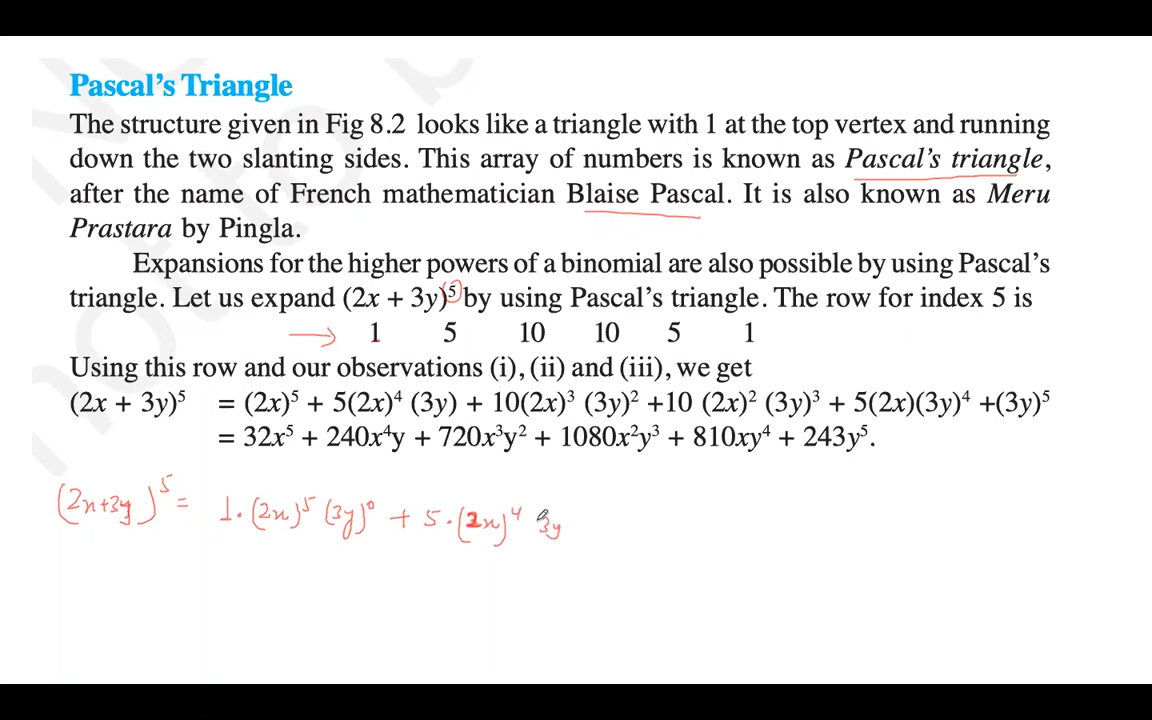 Pascal's Triangle
The structure given in Fig 8.2 looks like a triangle with 1 at the top vertex and running
down the two slanting sides. This array of numbers is known as Pascal's triangle,
after the name of French mathematician Blaise Pascal. It is also known as Meru
Prastara by Pingla.
Expansions for the higher powers of a binomial are also possible by using Pascal's
triangle. Let us expand (2x + 3y)⁵ by using Pascal's triangle. The row for index 5 is
→ 1 5 10 10 5 1
Using this row and our observations (i), (ii) and (iii), we get
(2x + 3y)⁵ = (2x)⁵ + 5(2x)⁴ (3y) + 10(2x)³ (3y)² +10 (2x)² (3y)³ + 5(2x)(3y)⁴ +(3y)⁵
= 32x⁵ + 240x⁴y + 720x³y² + 1080x²y³ + 810xy⁴ + 243y⁵.
(2x+3y)⁵ = 1·(2x)⁵ (3y)⁰ + 5·(2x)⁴ 3y